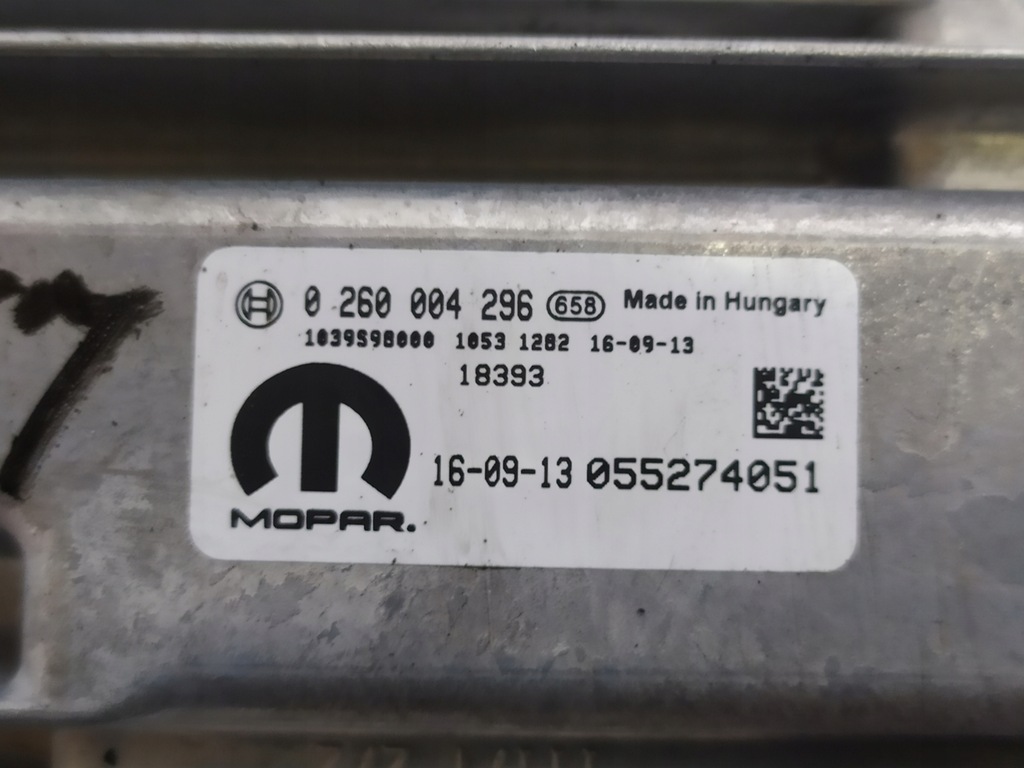 0 260 004 296 658 Made in Hungary
1039S98000 1053 1282 16-09-13
18393
16-09-13 055274051
MOPAR.
7